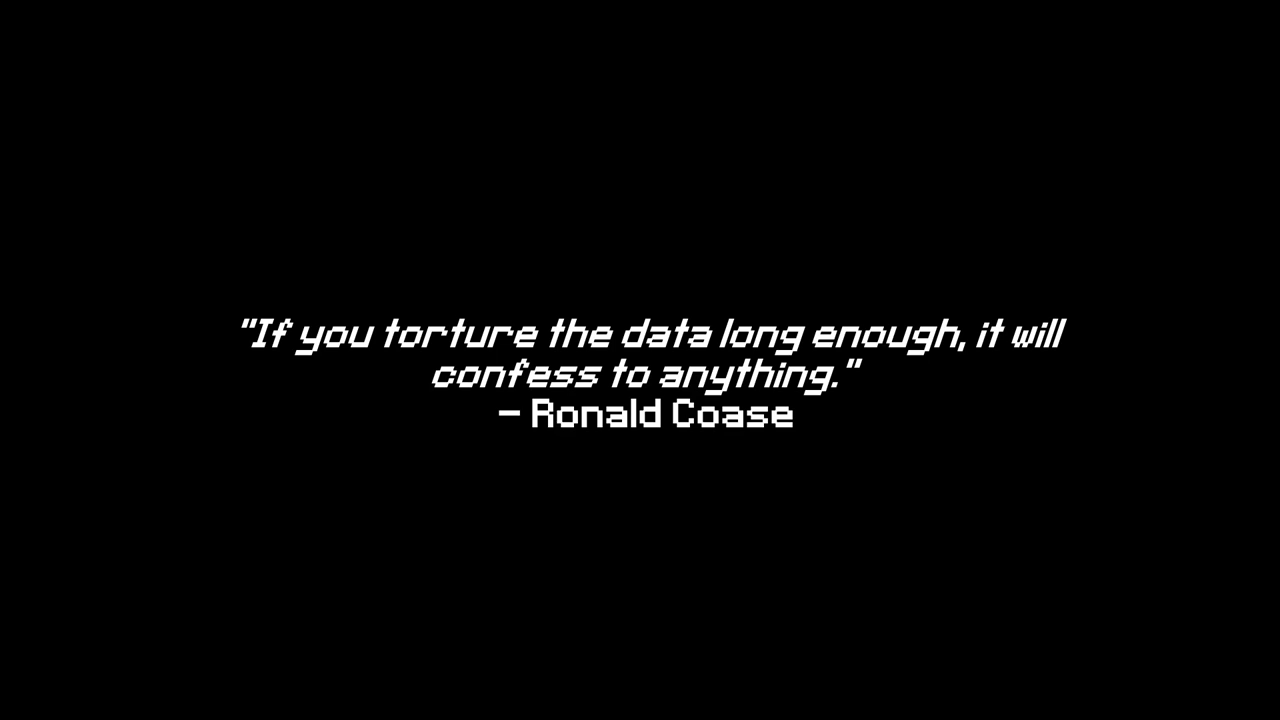 "If you torture the data long enough, it will
confess to anything."
- Ronald Coase